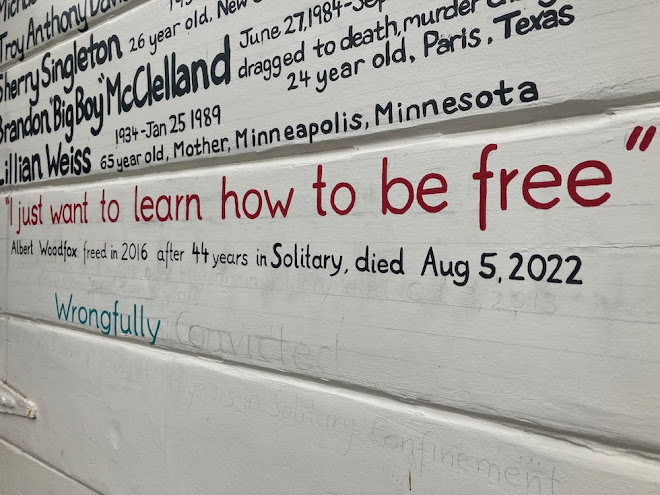 Troy Anthony Davi
Sherry Singleton 26 year old, New
Brandon "Big Boy" McClelland June 27, 1984-Sep
dragged to death, murder
24 year old, Paris, Texas
Lillian Weiss 1934-Jan 25 1989
65 year old, Mother, Minneapolis, Minnesota
"I just want to learn how to be free"
Albert Woodfox freed in 2016 after 44 years in Solitary, died Aug 5, 2022
Wrongfully Convicted
years in Solitary Confinement